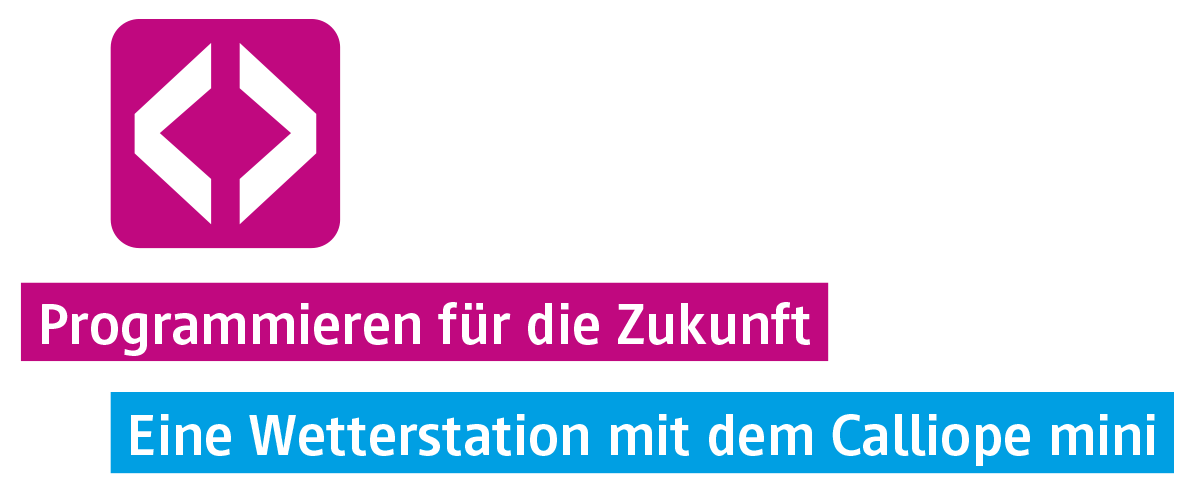 Programmieren für die Zukunft
Eine Wetterstation mit dem Calliope mini